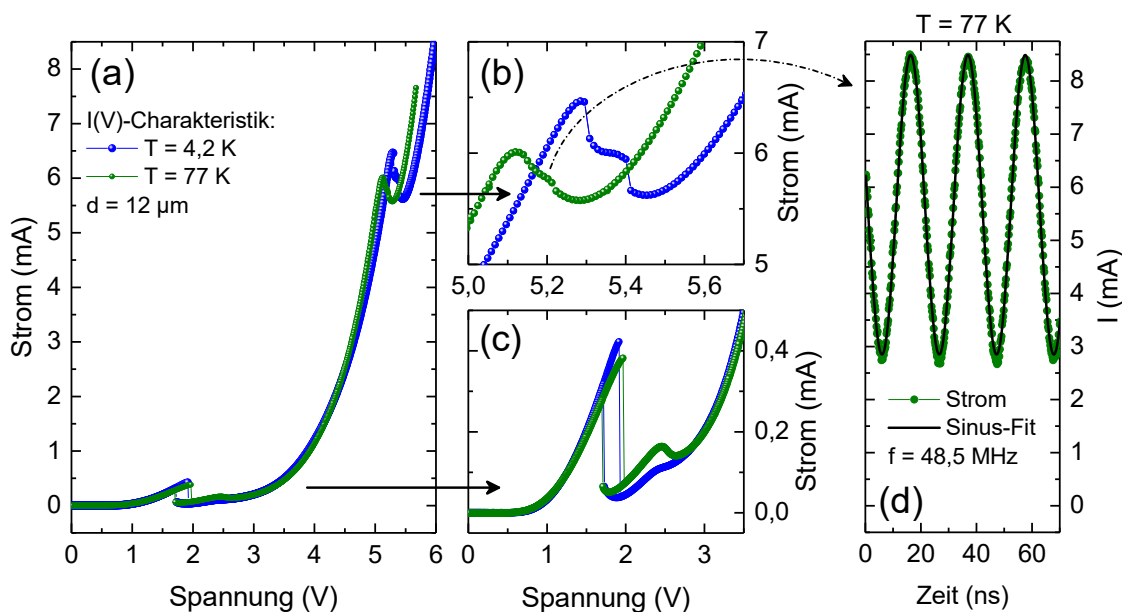 (a)
I(V)-Charakteristik:
T = 4,2 K
T = 77 K
d = 12 µm
Strom (mA)
8
7
6
5
4
3
2
1
0
0 1 2 3 4 5 6
Spannung (V)
(b)
7
6
5
Strom (mA)
5,0 5,2 5,4 5,6
(c)
0,4
0,2
0,0
Strom (mA)
0 1 2 3
Spannung (V)
T = 77 K
8
7
6
5
4
3
2
1
0
I (mA)
Strom
Sinus-Fit
f = 48,5 MHz
(d)
0 20 40 60
Zeit (ns)